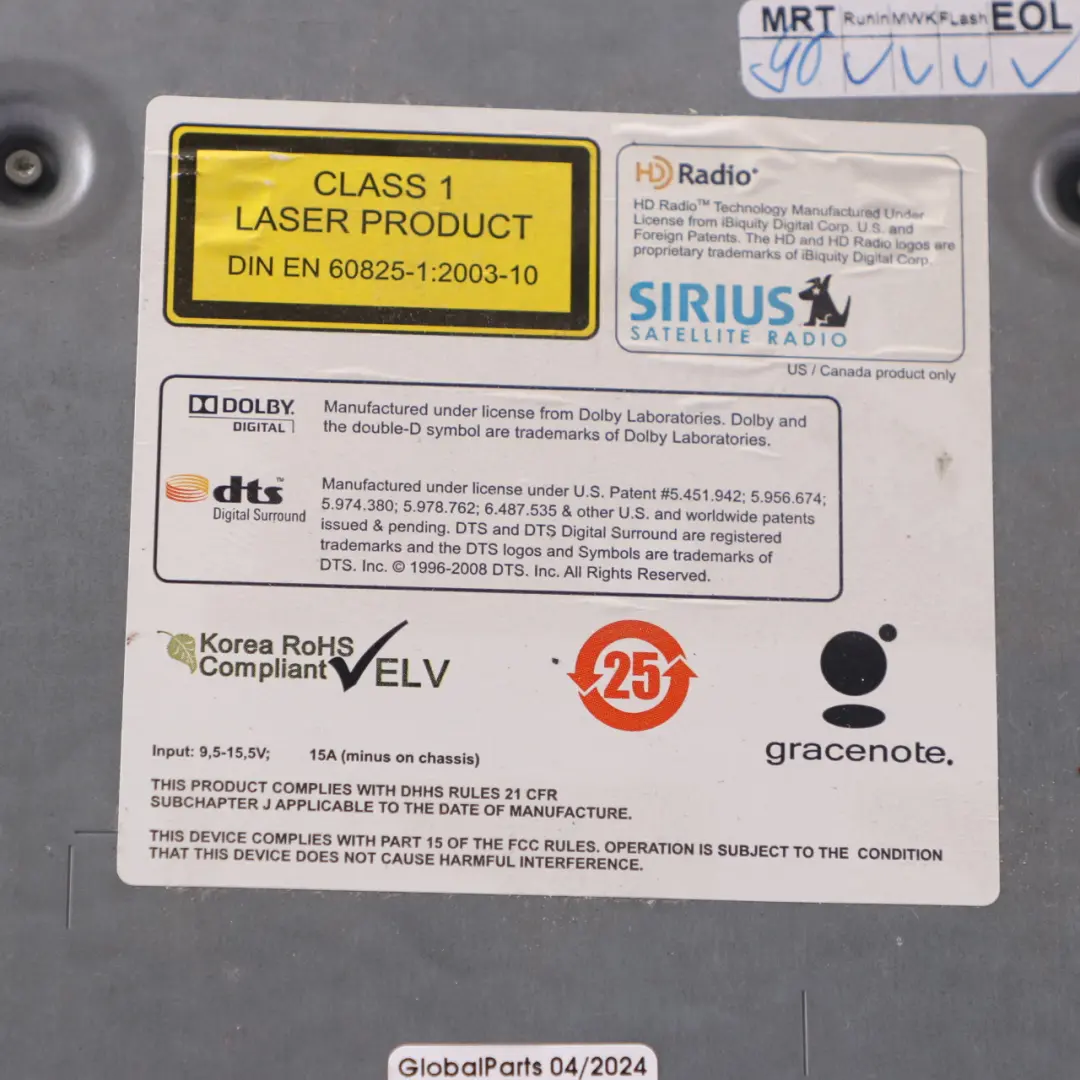 MRT RuninMWKFLash EOL
90
CLASS 1
LASER PRODUCT
DIN EN 60825-1:2003-10
HD Radio
HD Radio™ Technology Manufactured Under
License from iBiquity Digital Corp. U.S. and
Foreign Patents. The HD and HD Radio logos are
proprietary trademarks of iBiquity Digital Corp.
SIRIUS
SATELLITE RADIO
US / Canada product only
DOLBY.
DIGITAL
Manufactured under license from Dolby Laboratories. Dolby and
the double-D symbol are trademarks of Dolby Laboratories.
dts™
Digital Surround
Manufactured under license under U.S. Patent #5.451.942; 5.956.674;
5.974.380; 5.978.762; 6.487.535 & other U.S. and worldwide patents
issued & pending. DTS and DTS Digital Surround are registered
trademarks and the DTS logos and Symbols are trademarks of
DTS. Inc. © 1996-2008 DTS. Inc. All Rights Reserved.
Korea RoHS
Compliant ELV
25
gracenote.
Input: 9,5-15,5V; 15A (minus on chassis)
THIS PRODUCT COMPLIES WITH DHHS RULES 21 CFR
SUBCHAPTER J APPLICABLE TO THE DATE OF MANUFACTURE.
THIS DEVICE COMPLIES WITH PART 15 OF THE FCC RULES. OPERATION IS SUBJECT TO THE CONDITION
THAT THIS DEVICE DOES NOT CAUSE HARMFUL INTERFERENCE.
GlobalParts 04/2024